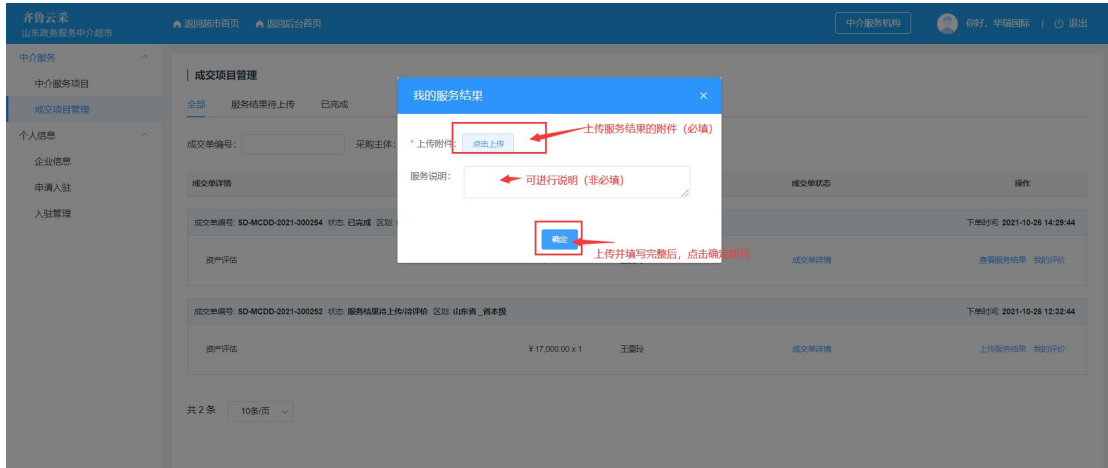 齐鲁云采
山东政务服务中介超市
返回超市首页 返回后台首页 中介服务机构 你好，华瑞国际 | 退出
中介服务
中介服务项目
成交项目管理
个人信息
企业信息
申请入驻
入驻管理
成交项目管理
全部 服务结果待上传 已完成
成交单编号： 采购主体：
我的服务结果 ×
* 上传附件： 点击上传 上传服务结果的附件（必填）
服务说明： 可进行说明（非必填）
确定
上传并填写完整后，点击确定即可
成交单详情 成交单状态 操作
成交单编号: SD-MCDD-2021-300254 状态: 已完成 区划: 下单时间: 2021-10-26 14:29:44
资产评估 成交单详情 查看服务结果 我的评价
成交单编号: SD-MCDD-2021-300252 状态: 服务结果待上传/待评价 区划: 山东省_省本级 下单时间: 2021-10-26 12:32:44
资产评估 ¥ 17,000.00 x 1 成交单详情 上传服务结果 我的评价
共 2 条 10条/页